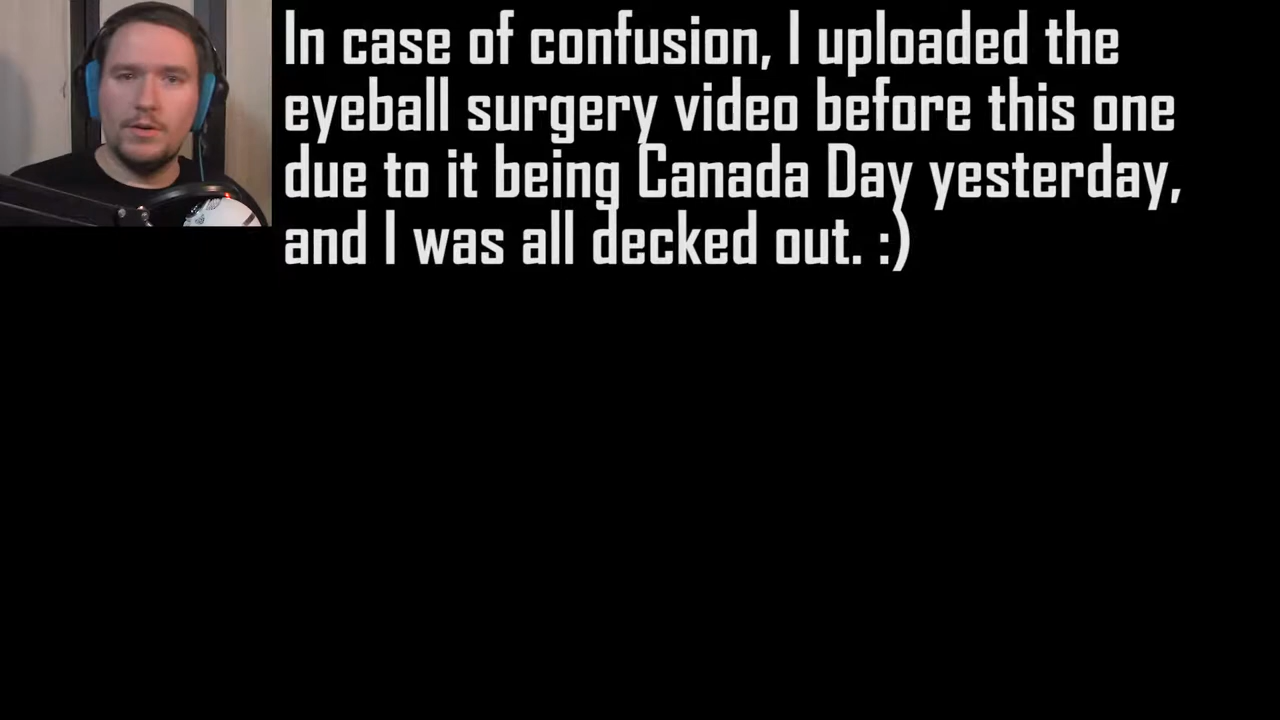 In case of confusion, I uploaded the
eyeball surgery video before this one
due to it being Canada Day yesterday,
and I was all decked out. :)